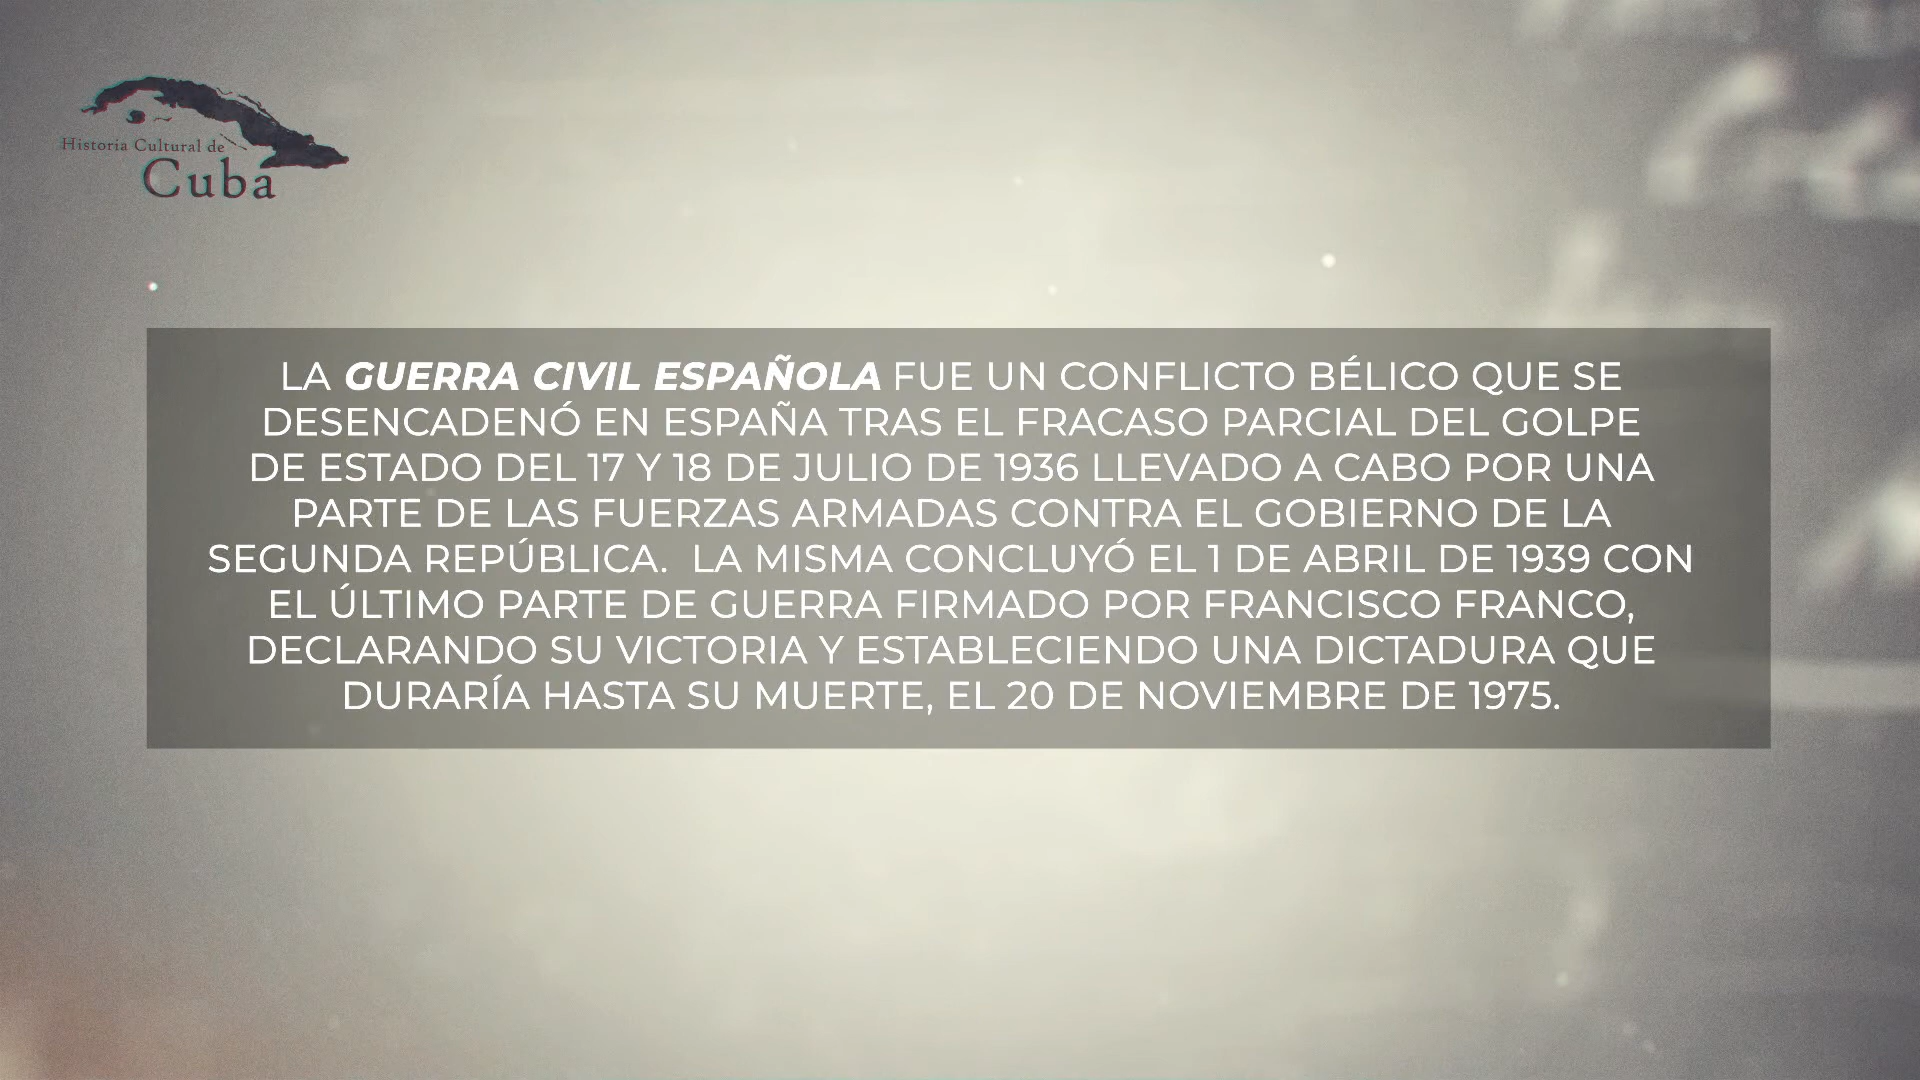 Historia Cultural de
Cuba
LA GUERRA CIVIL ESPAÑOLA FUE UN CONFLICTO BÉLICO QUE SE
DESENCADENÓ EN ESPAÑA TRAS EL FRACASO PARCIAL DEL GOLPE
DE ESTADO DEL 17 Y 18 DE JULIO DE 1936 LLEVADO A CABO POR UNA
PARTE DE LAS FUERZAS ARMADAS CONTRA EL GOBIERNO DE LA
SEGUNDA REPÚBLICA.  LA MISMA CONCLUYÓ EL 1 DE ABRIL DE 1939 CON
EL ÚLTIMO PARTE DE GUERRA FIRMADO POR FRANCISCO FRANCO,
DECLARANDO SU VICTORIA Y ESTABLECIENDO UNA DICTADURA QUE
DURARÍA HASTA SU MUERTE, EL 20 DE NOVIEMBRE DE 1975.